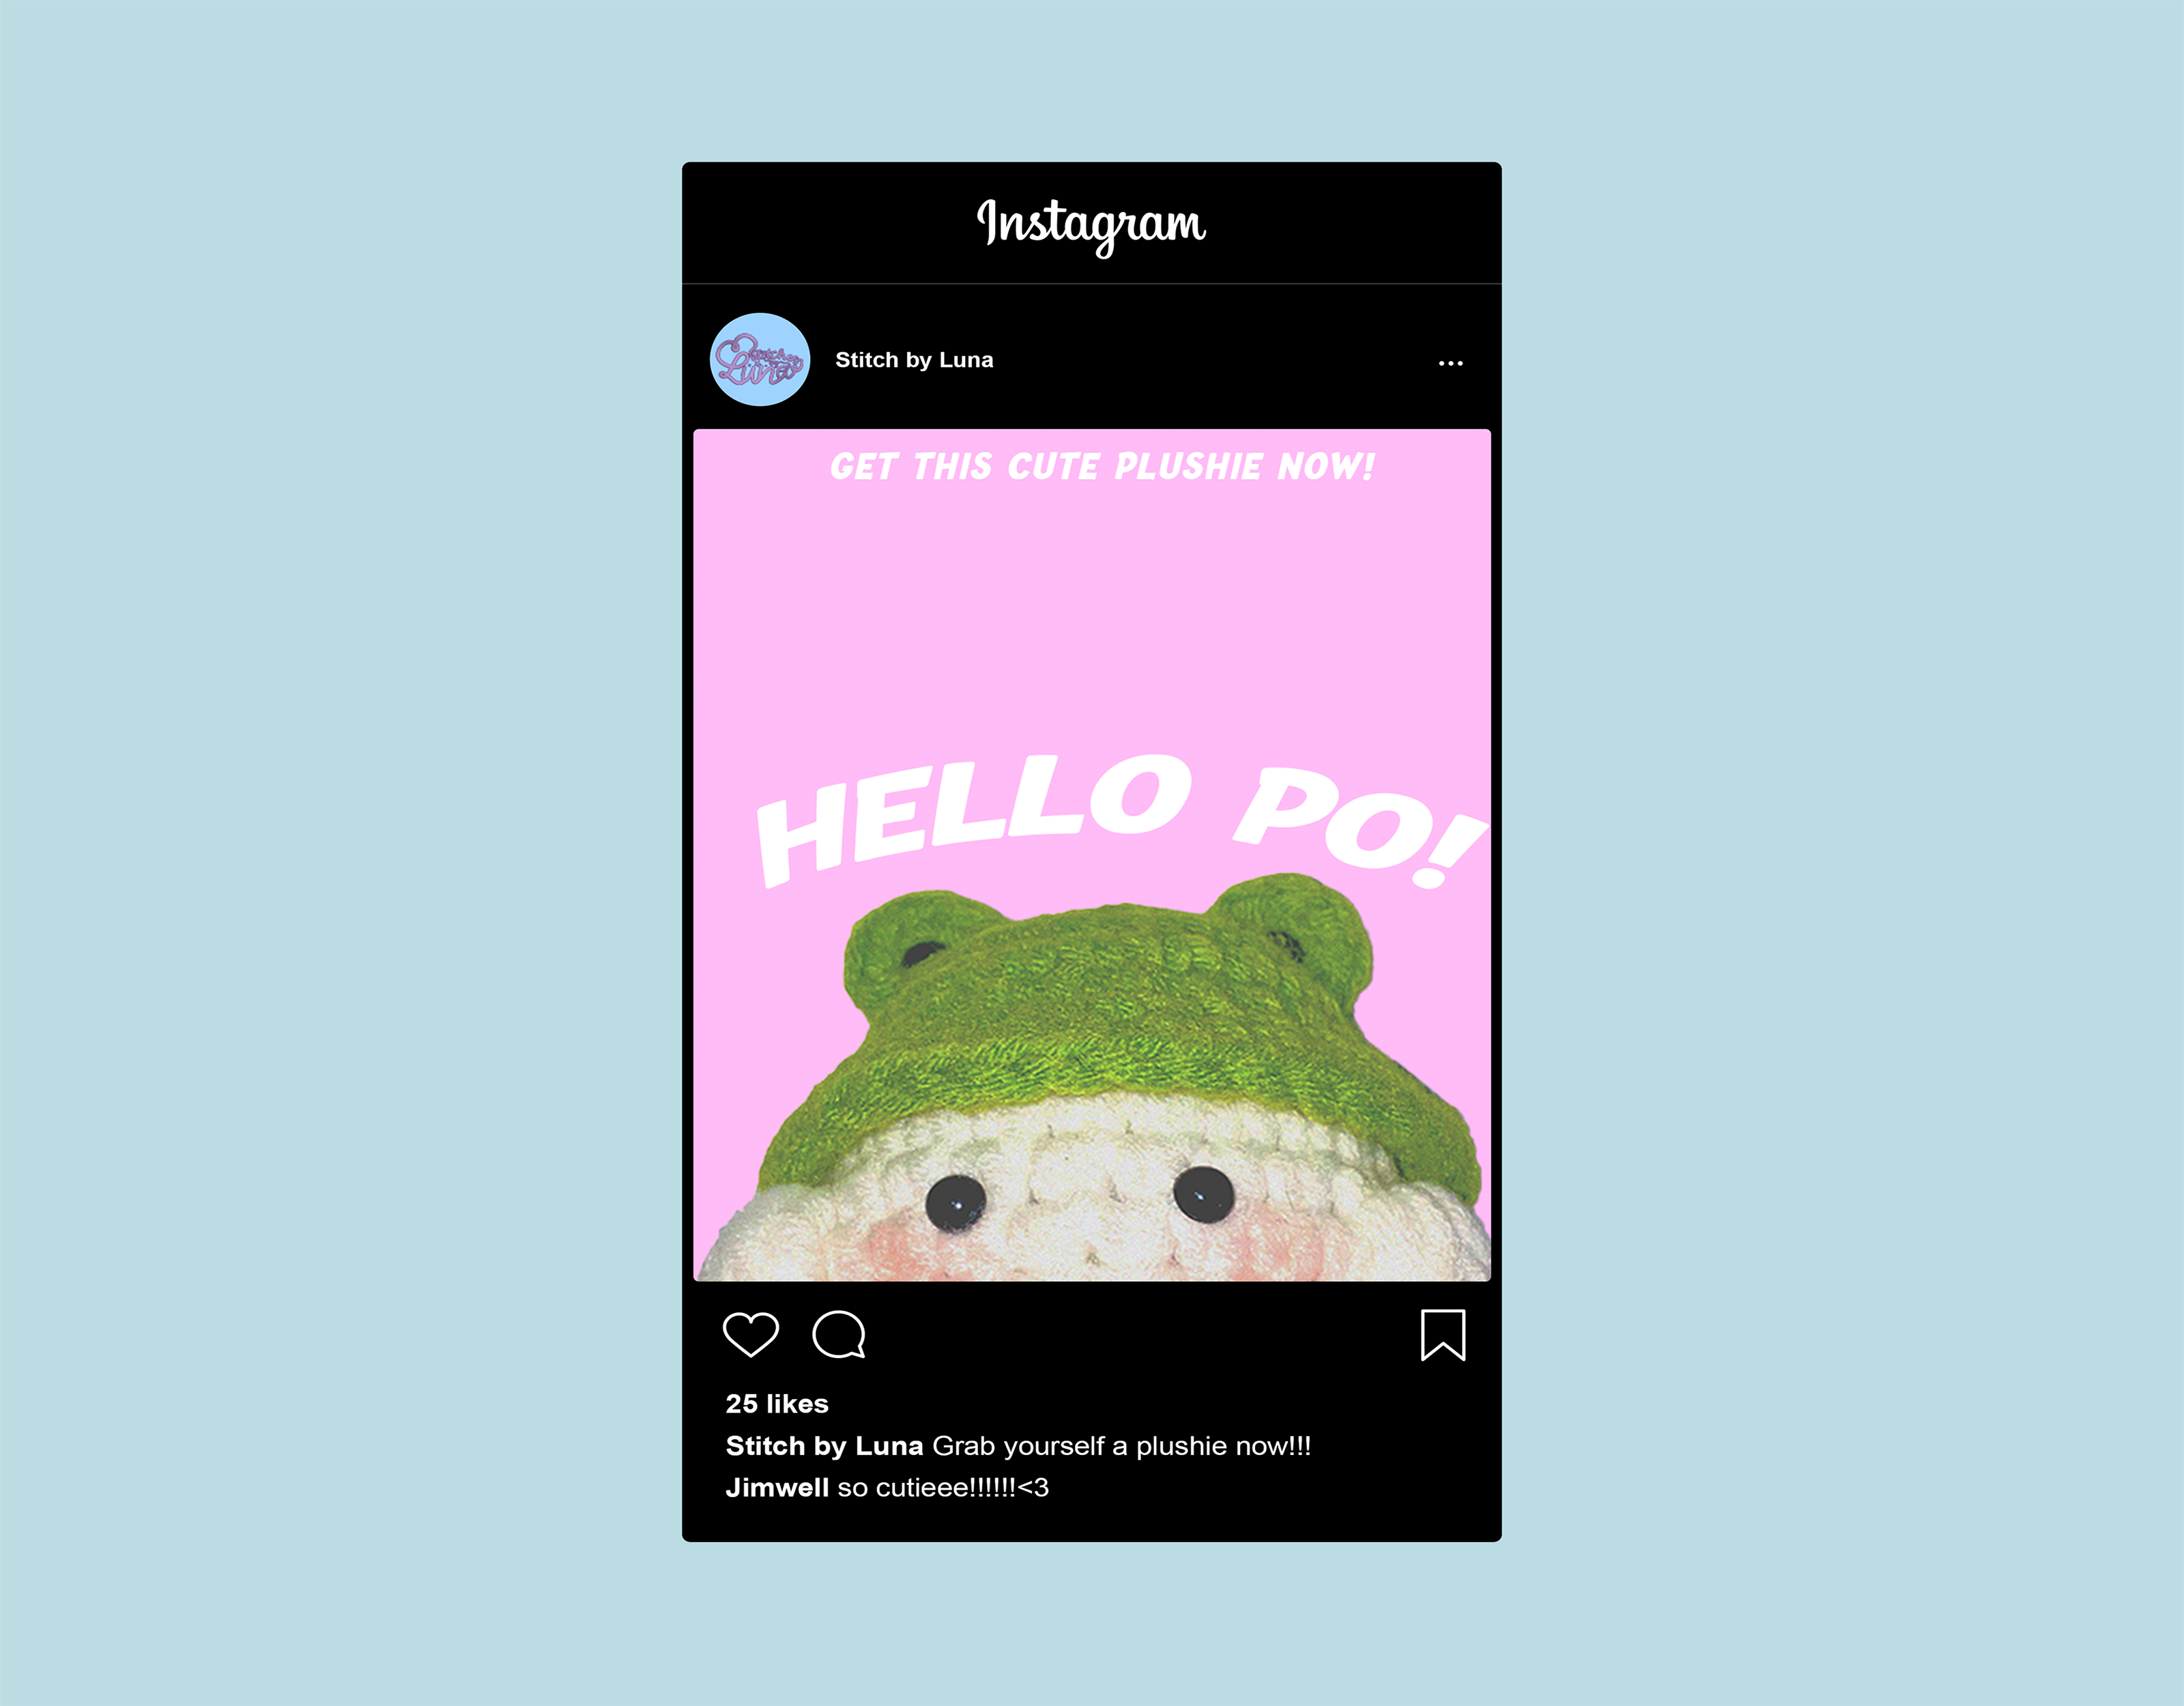 Instagram
Stitch by Luna
Stitch by
Luna
GET THIS CUTE PLUSHIE NOW!
HELLO PO!
25 likes
Stitch by Luna Grab yourself a plushie now!!!
Jimwell so cutieee!!!!!!<3